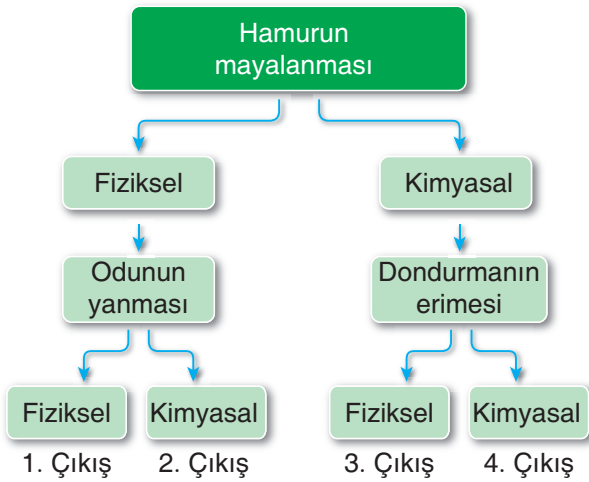 Hamurun
mayalanması
Fiziksel
Kimyasal
Odunun
yanması
Dondurmanın
erimesi
Fiziksel
Kimyasal
Fiziksel
Kimyasal
1. Çıkış
2. Çıkış
3. Çıkış
4. Çıkış